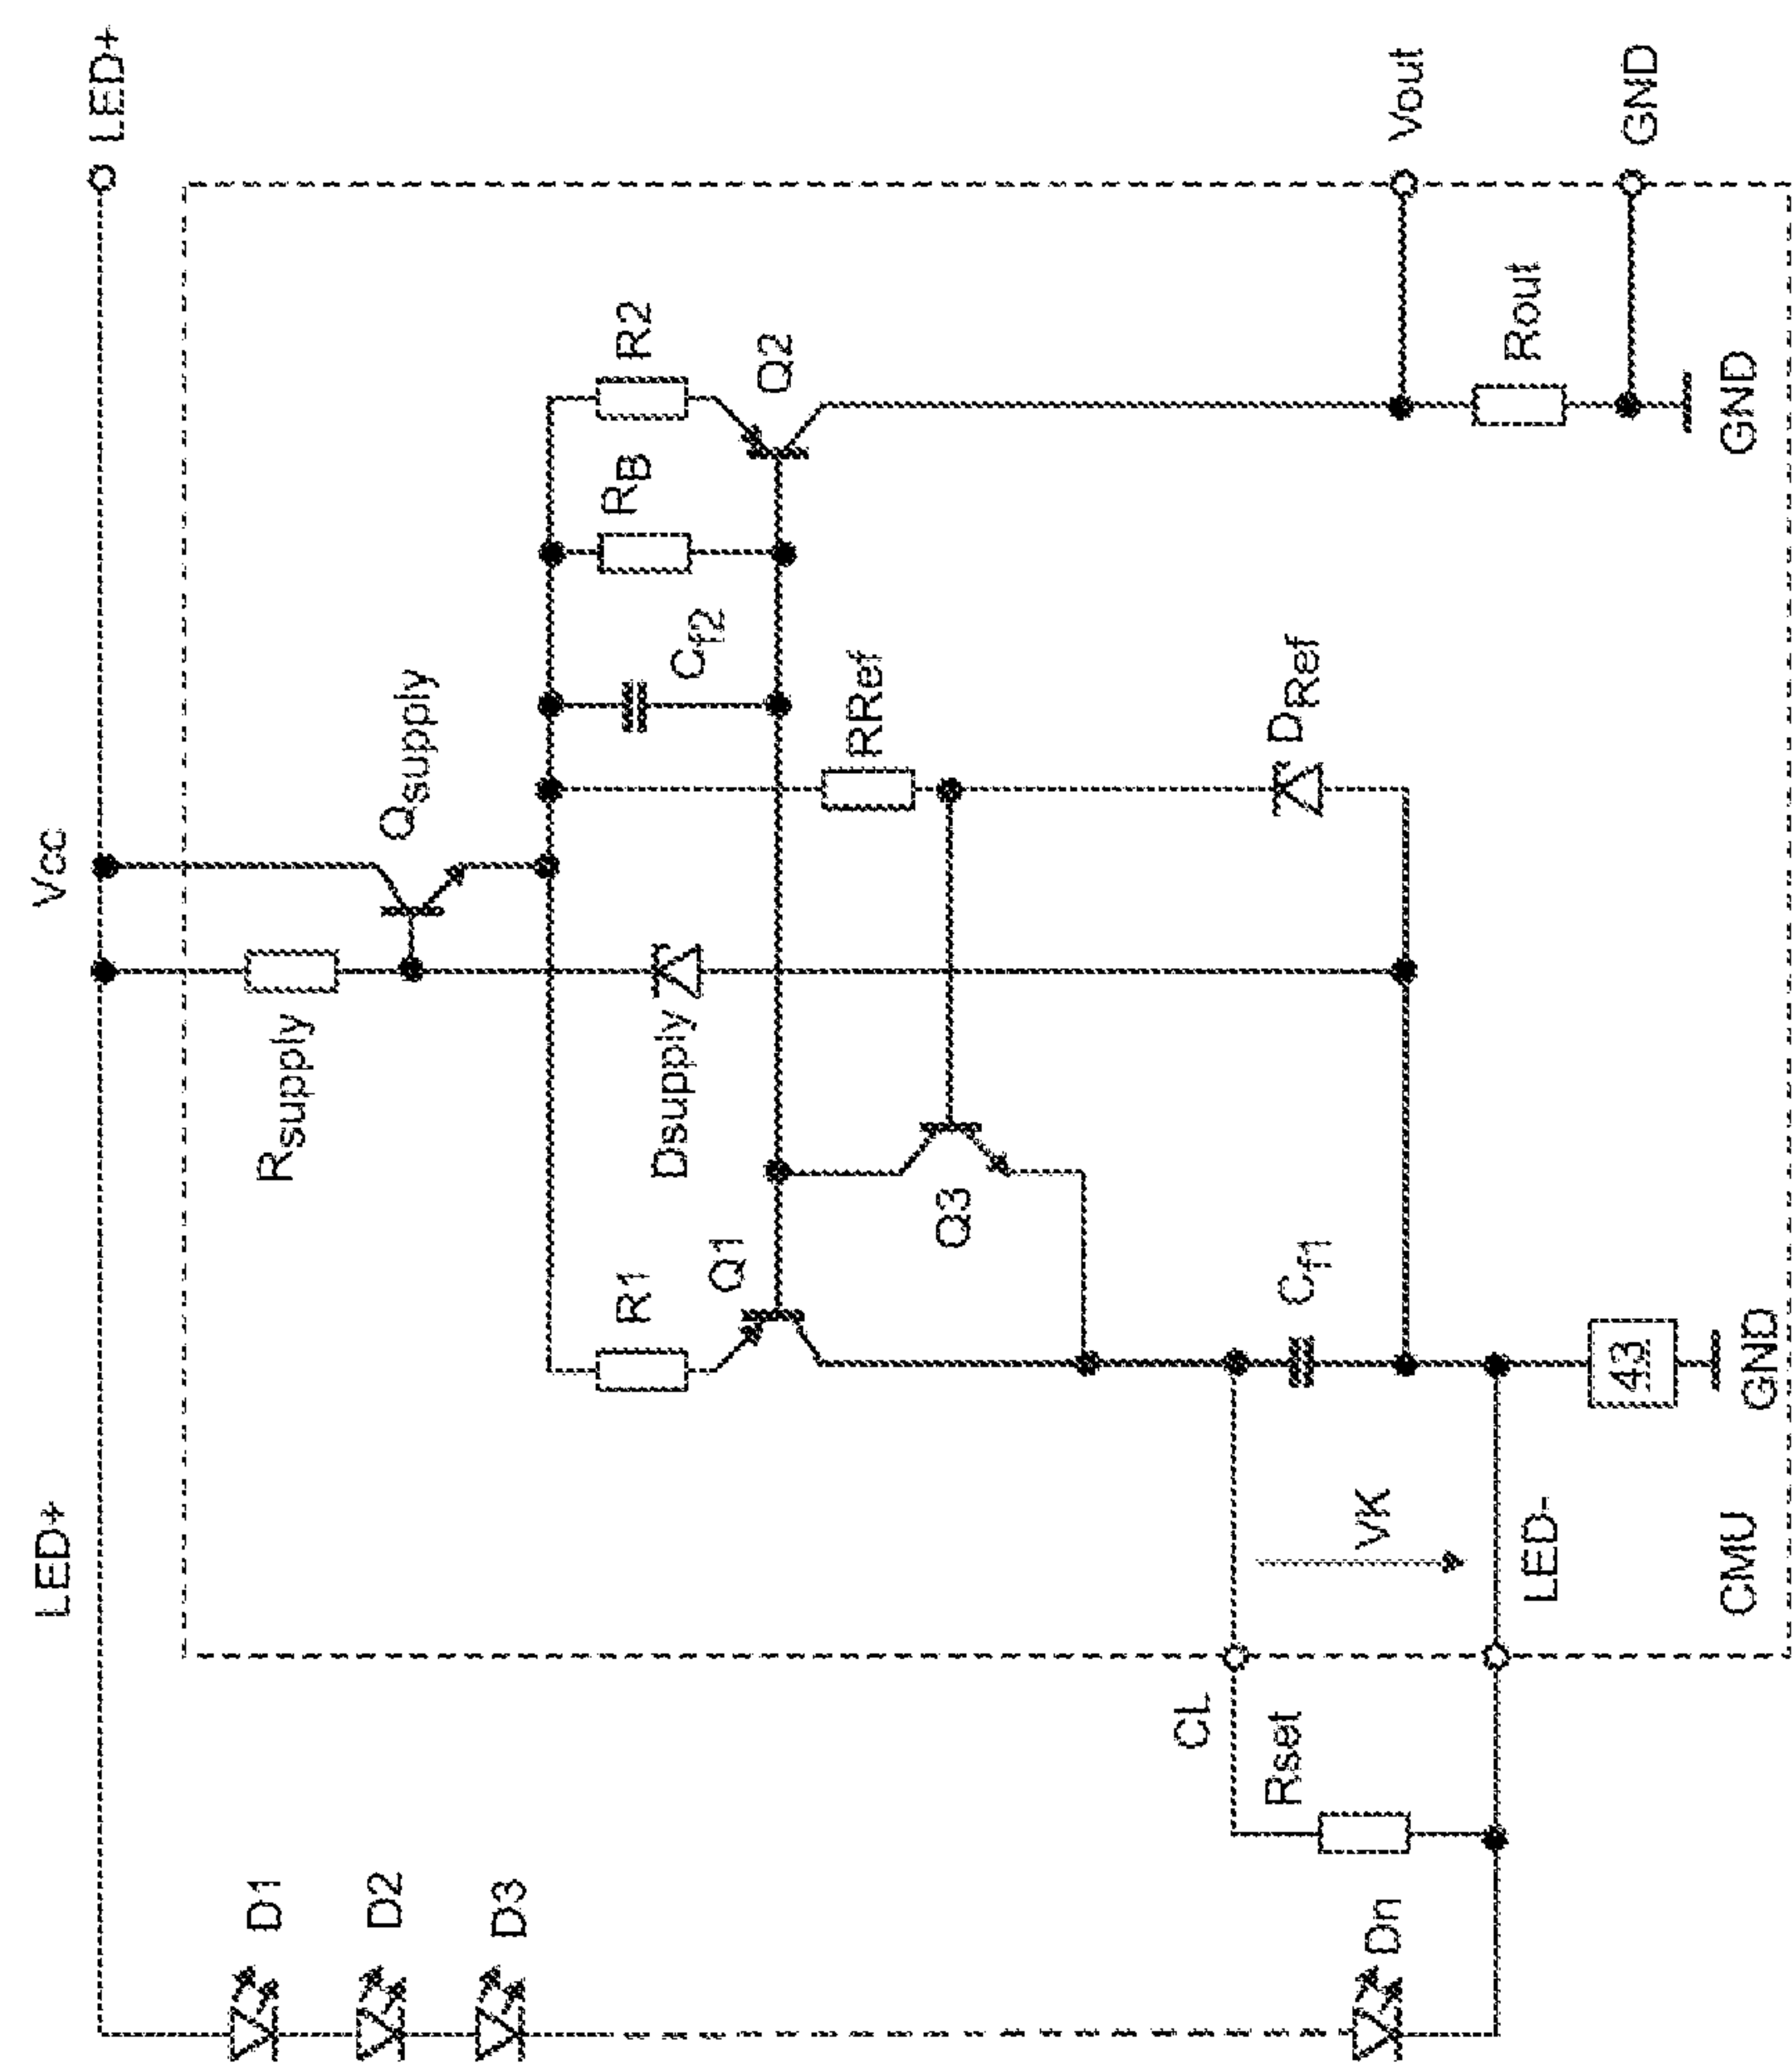 LED+
Vcc
LED+
Rsupply
Qsupply
R1
Q1
Dsupply
Cf2
RB
R2
Q2
Q3
RRef
DRef
Cf1
Vout
Rout
GND
GND
43
GND
VK
LED-
CMU
CL
Rset
D1
D2
D3
Dn